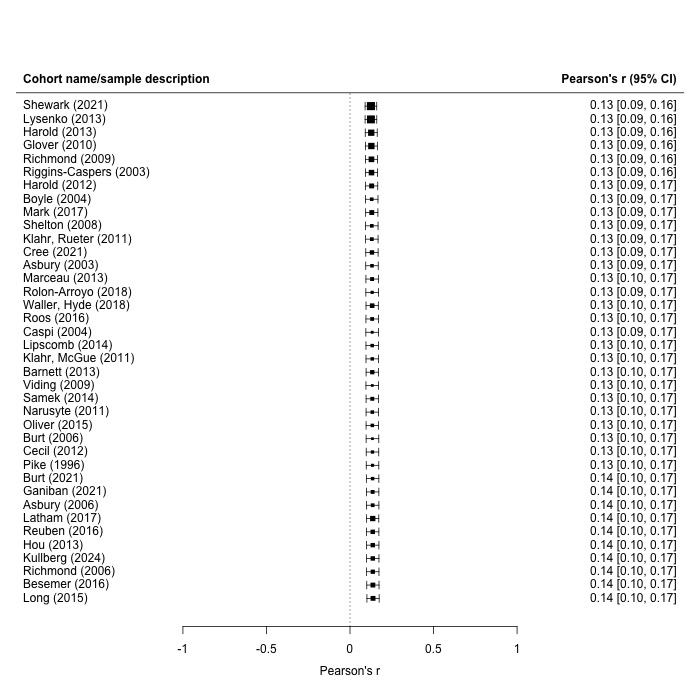 Cohort name/sample description Pearson's r (95% CI)
Shewark (2021) 0.13 [0.09, 0.16]
Lysenko (2013) 0.13 [0.09, 0.16]
Harold (2013) 0.13 [0.09, 0.16]
Glover (2010) 0.13 [0.09, 0.16]
Richmond (2009) 0.13 [0.09, 0.16]
Riggins-Caspers (2003) 0.13 [0.09, 0.16]
Harold (2012) 0.13 [0.09, 0.17]
Boyle (2004) 0.13 [0.09, 0.17]
Mark (2017) 0.13 [0.09, 0.17]
Shelton (2008) 0.13 [0.09, 0.17]
Klahr, Rueter (2011) 0.13 [0.09, 0.17]
Cree (2021) 0.13 [0.09, 0.17]
Asbury (2003) 0.13 [0.09, 0.17]
Marceau (2013) 0.13 [0.10, 0.17]
Rolon-Arroyo (2018) 0.13 [0.09, 0.17]
Waller, Hyde (2018) 0.13 [0.10, 0.17]
Roos (2016) 0.13 [0.10, 0.17]
Caspi (2004) 0.13 [0.09, 0.17]
Lipscomb (2014) 0.13 [0.10, 0.17]
Klahr, McGue (2011) 0.13 [0.10, 0.17]
Barnett (2013) 0.13 [0.10, 0.17]
Viding (2009) 0.13 [0.10, 0.17]
Samek (2014) 0.13 [0.10, 0.17]
Narusyte (2011) 0.13 [0.10, 0.17]
Oliver (2015) 0.13 [0.10, 0.17]
Burt (2006) 0.13 [0.10, 0.17]
Cecil (2012) 0.13 [0.10, 0.17]
Pike (1996) 0.13 [0.10, 0.17]
Burt (2021) 0.14 [0.10, 0.17]
Ganiban (2021) 0.14 [0.10, 0.17]
Asbury (2006) 0.14 [0.10, 0.17]
Latham (2017) 0.14 [0.10, 0.17]
Reuben (2016) 0.14 [0.10, 0.17]
Hou (2013) 0.14 [0.10, 0.17]
Kullberg (2024) 0.14 [0.10, 0.17]
Richmond (2006) 0.14 [0.10, 0.17]
Besemer (2016) 0.14 [0.10, 0.17]
Long (2015) 0.14 [0.10, 0.17]
-1 -0.5 0 0.5 1
Pearson's r